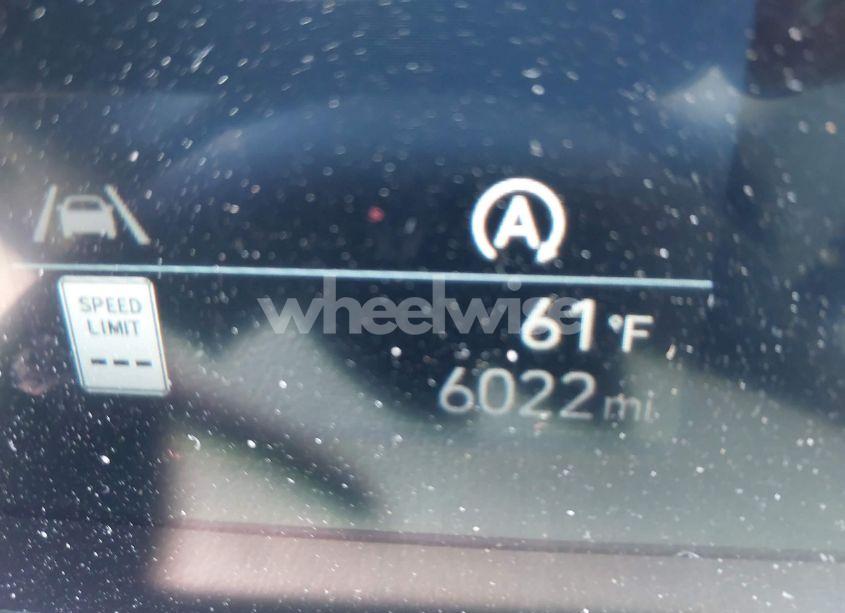 A
SPEED
LIMIT
---
wheelwise
61 °F
6022 mi